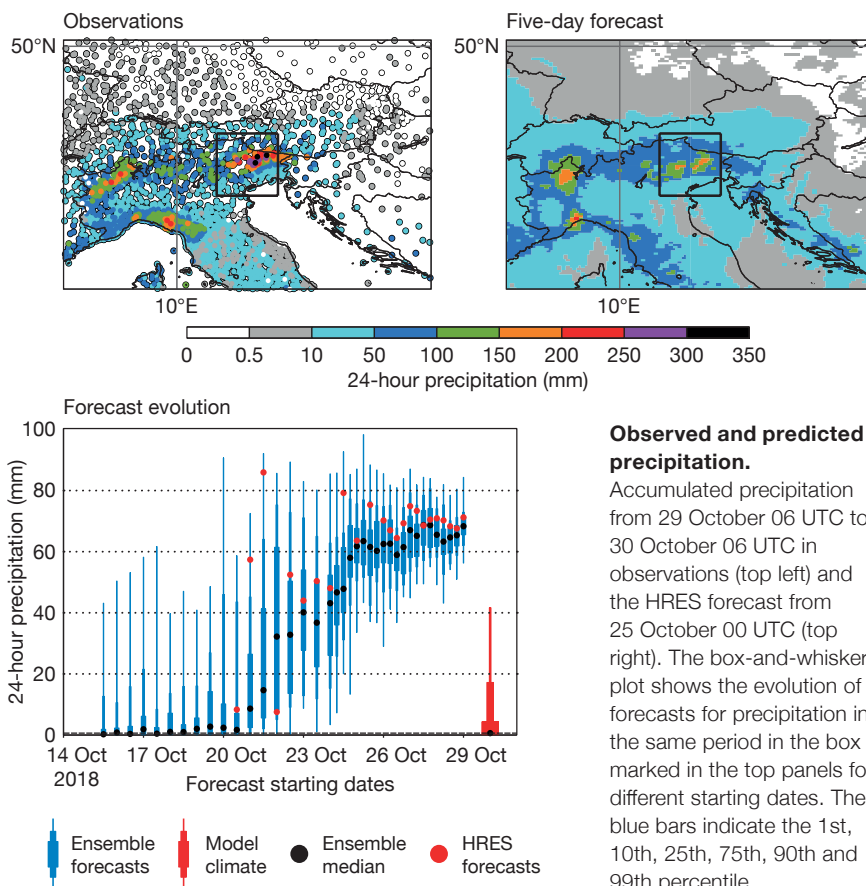 Observations
Five-day forecast
50°N
50°N
10°E
10°E
0 0.5 10 50 100 150 200 250 300 350
24-hour precipitation (mm)
Forecast evolution
24-hour precipitation (mm)
100
80
60
40
20
0
14 Oct 17 Oct 20 Oct 23 Oct 26 Oct 29 Oct
2018
Forecast starting dates
Ensemble forecasts
Model climate
Ensemble median
HRES forecasts
Observed and predicted
precipitation.
Accumulated precipitation
from 29 October 06 UTC to
30 October 06 UTC in
observations (top left) and
the HRES forecast from
25 October 00 UTC (top
right). The box-and-whisker
plot shows the evolution of
forecasts for precipitation in
the same period in the box
marked in the top panels fo
different starting dates. The
blue bars indicate the 1st,
10th, 25th, 75th, 90th and
99th percentile